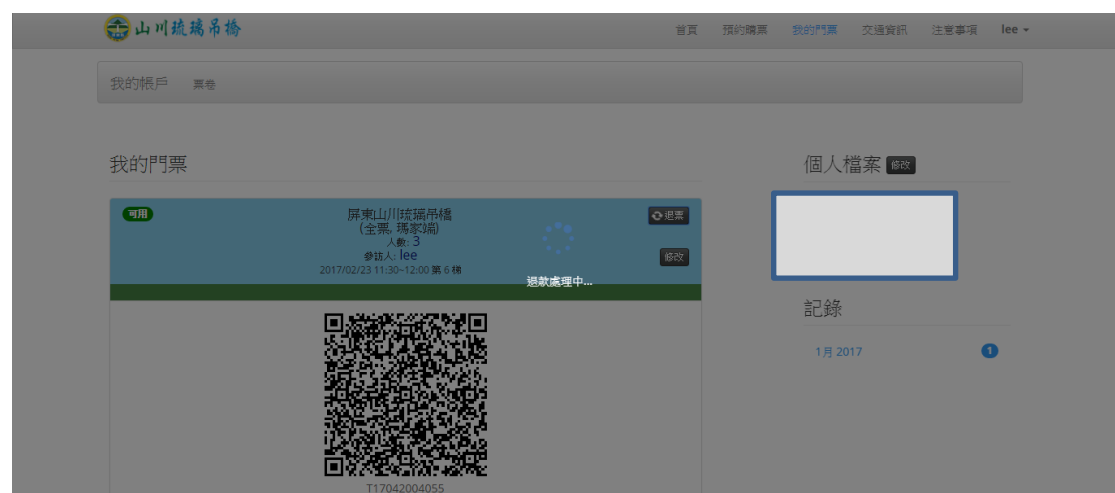 山川琉璃吊橋
首頁 預約購票 我的門票 交通資訊 注意事項 lee
我的帳戶 票卷
我的門票
個人檔案 修改
可用
屏東山川琉璃吊橋
退票
(全票, 瑪家端)
人數: 3
參訪人: lee
修改
2017/02/23 11:30~12:00 第 6 梯
退款處理中...
記錄
1月 2017 1
T17042004055